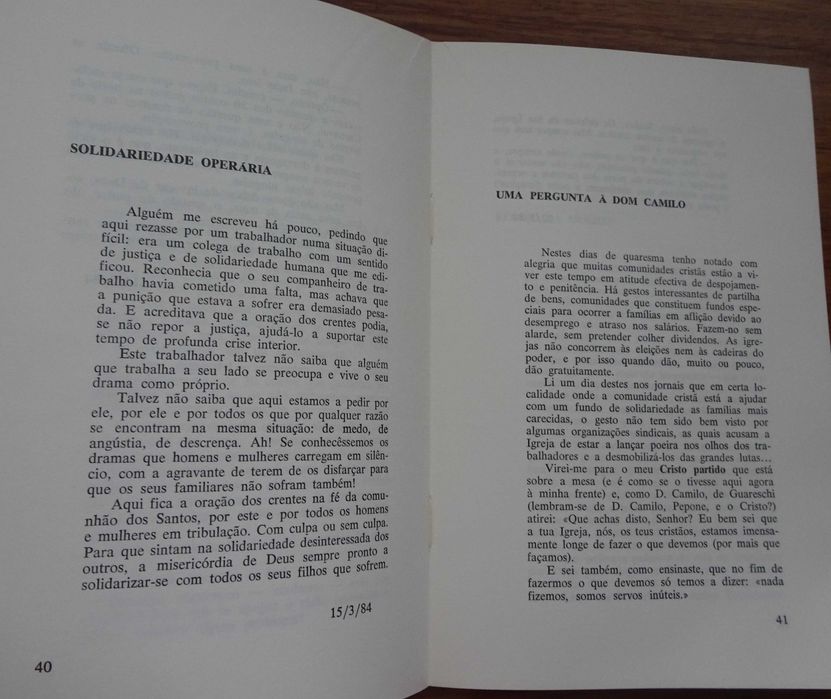 SOLIDARIEDADE OPERÁRIA
Alguém me escreveu há pouco, pedindo que
aqui rezasse por um trabalhador numa situação di-
fícil: era um colega de trabalho com um sentido
de justiça e de solidariedade humana que me edi-
ficou. Reconhecia que o seu companheiro de tra-
balho havia cometido uma falta, mas achava que
a punição que estava a sofrer era demasiado pesa-
da. E acreditava que a oração dos crentes podia,
se não repor a justiça, ajudá-lo a suportar este
tempo de profunda crise interior.
Este trabalhador talvez não saiba que alguém
que trabalha a seu lado se preocupa e vive o seu
drama como próprio.
Talvez não saiba que aqui estamos a pedir por
ele, por ele e por todos os que por qualquer razão
se encontram na mesma situação: de medo, de
angústia, de descrença. Ah! Se conhecêssemos os
dramas que homens e mulheres carregam em silên-
cio, com a agravante de terem de os disfarçar para
que os seus familiares não sofram também!
Aqui fica a oração dos crentes na fé da comu-
nhão dos Santos, por este e por todos os homens
e mulheres em tribulação. Com culpa ou sem culpa.
Para que sintam na solidariedade desinteressada dos
outros, a misericórdia de Deus sempre pronto a
solidarizar-se com todos os seus filhos que sofrem.
15/3/84
40
UMA PERGUNTA À DOM CAMILO
Nestes dias de quaresma tenho notado com
alegria que muitas comunidades cristãs estão a vi-
ver este tempo em atitude efectiva de despojamen-
to e penitência. Há gestos interessantes de partilha
de bens, comunidades que constituem fundos espe-
ciais para ocorrer a famílias em aflição devido ao
desemprego e atraso nos salários. Fazem-no sem
alarde, sem pretender colher dividendos. As igre-
jas não concorrem às eleições nem às cadeiras do
poder, e por isso quando dão, muito ou pouco,
dão gratuitamente.
Li um dia destes nos jornais que em certa lo-
calidade onde a comunidade cristã está a ajudar
com um fundo de solidariedade as famílias mais
carecidas, o gesto não tem sido bem visto por
algumas organizações sindicais, as quais acusam a
Igreja de estar a lançar poeira nos olhos dos tra-
balhadores e a desmobilizá-los das grandes lutas...
Virei-me para o meu Cristo partido que está
sobre a mesa (e é como se o tivesse aqui agora
à minha frente) e, como D. Camilo, de Guareschi
(lembram-se de D. Camilo, Pepone, e o Cristo?)
atirei: «Que achas disto, Senhor? Eu bem sei que
a tua Igreja, nós, os teus cristãos, estamos imensa-
mente longe de fazer o que devemos (por mais que
façamos).
E sei também, como ensinaste, que no fim de
fazermos o que devemos só temos a dizer: «nada
fizemos, somos servos inúteis.»
41